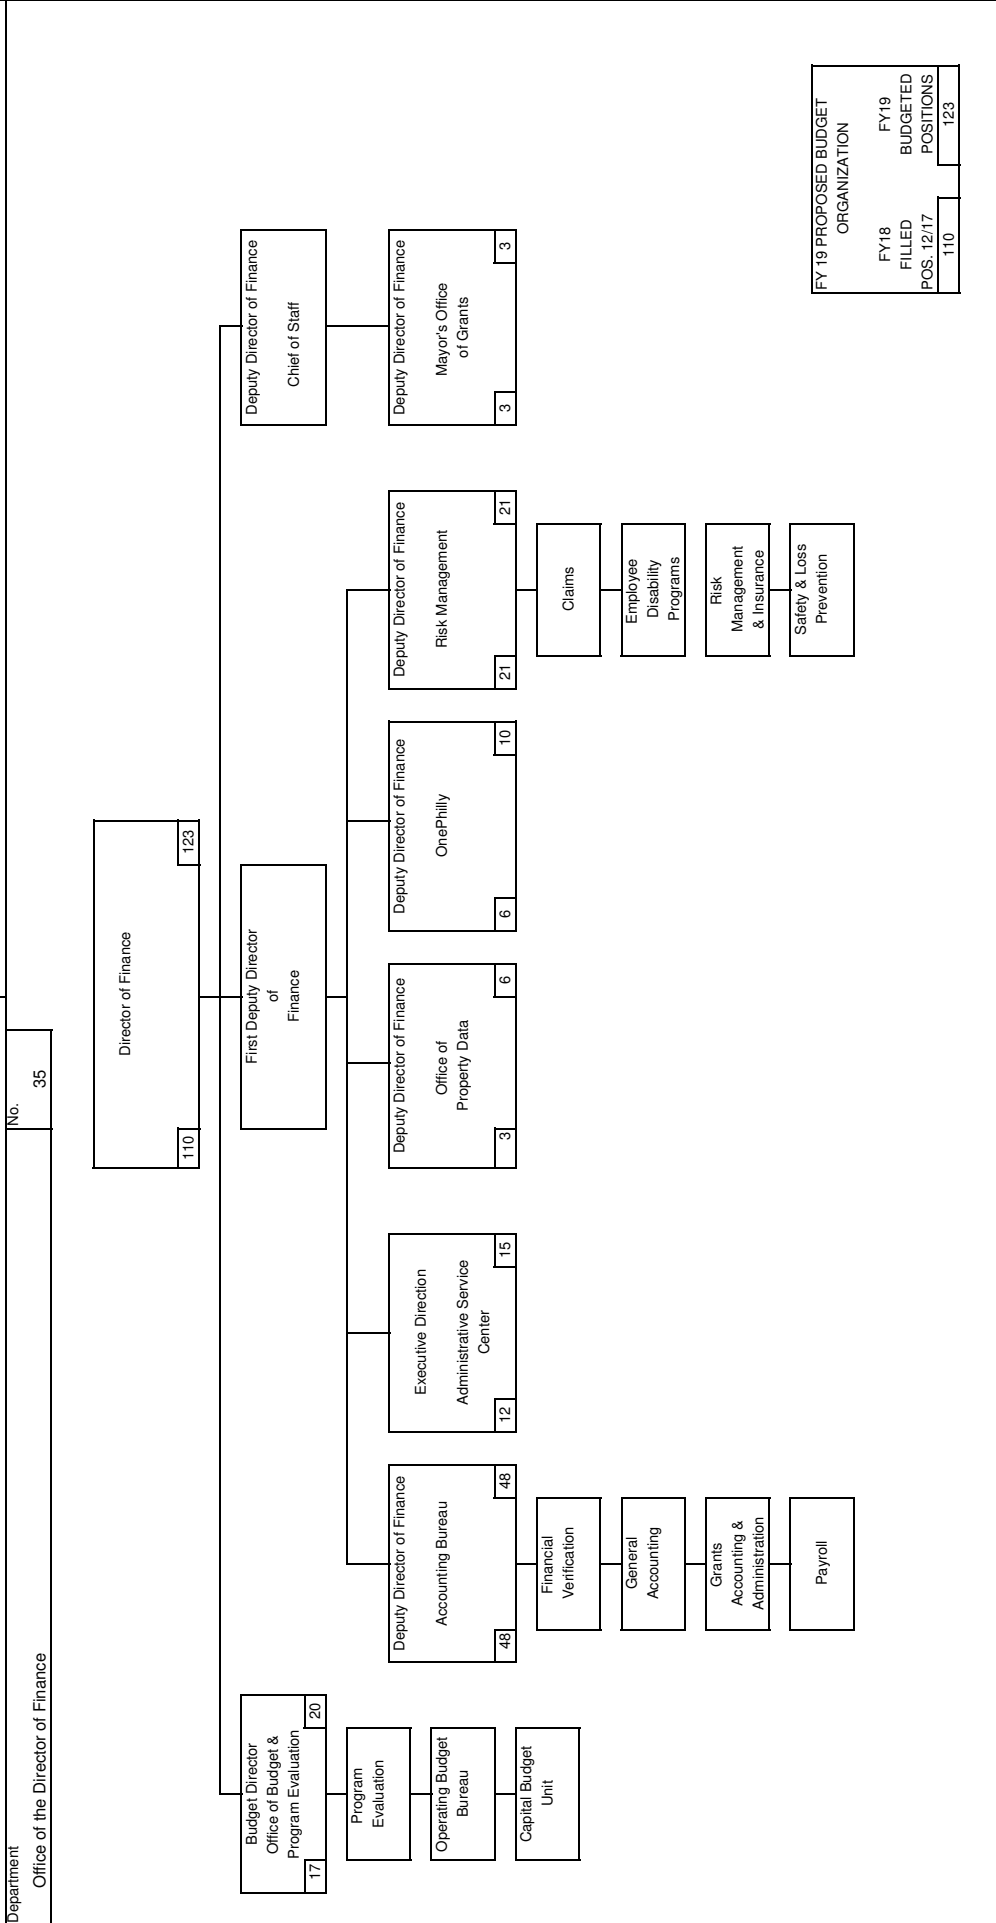 Department
No.
Office of the Director of Finance
35
Director of Finance
110
123
Budget Director
Office of Budget &
Program Evaluation
17
20
First Deputy Director
of
Finance
Deputy Director of Finance
Chief of Staff
Program
Evaluation
Operating Budget
Bureau
Capital Budget
Unit
Deputy Director of Finance
Accounting Bureau
48
48
Executive Direction
Administrative Service
Center
12
15
Deputy Director of Finance
Office of
Property Data
3
6
Deputy Director of Finance
OnePhilly
6
10
Deputy Director of Finance
Risk Management
21
21
Deputy Director of Finance
Mayor's Office
of Grants
3
3
Financial
Verification
General
Accounting
Grants
Accounting &
Administration
Payroll
Claims
Employee
Disability
Programs
Risk
Management
& Insurance
Safety & Loss
Prevention
FY 19 PROPOSED BUDGET
ORGANIZATION
FY18
FILLED
POS. 12/17
110
FY19
BUDGETED
POSITIONS
123